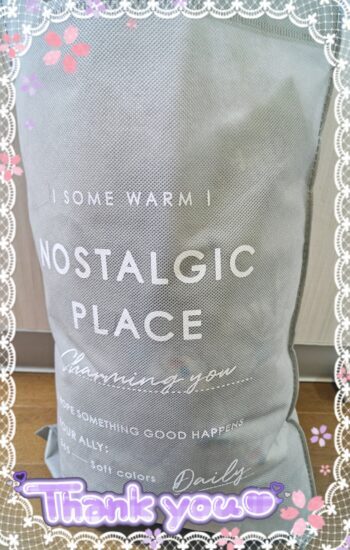 | SOME WARM |
NOSTALGIC
PLACE
Charming you
HOPE SOMETHING GOOD HAPPENS
YOUR ALLY:
Soft colors Daily
Thank you